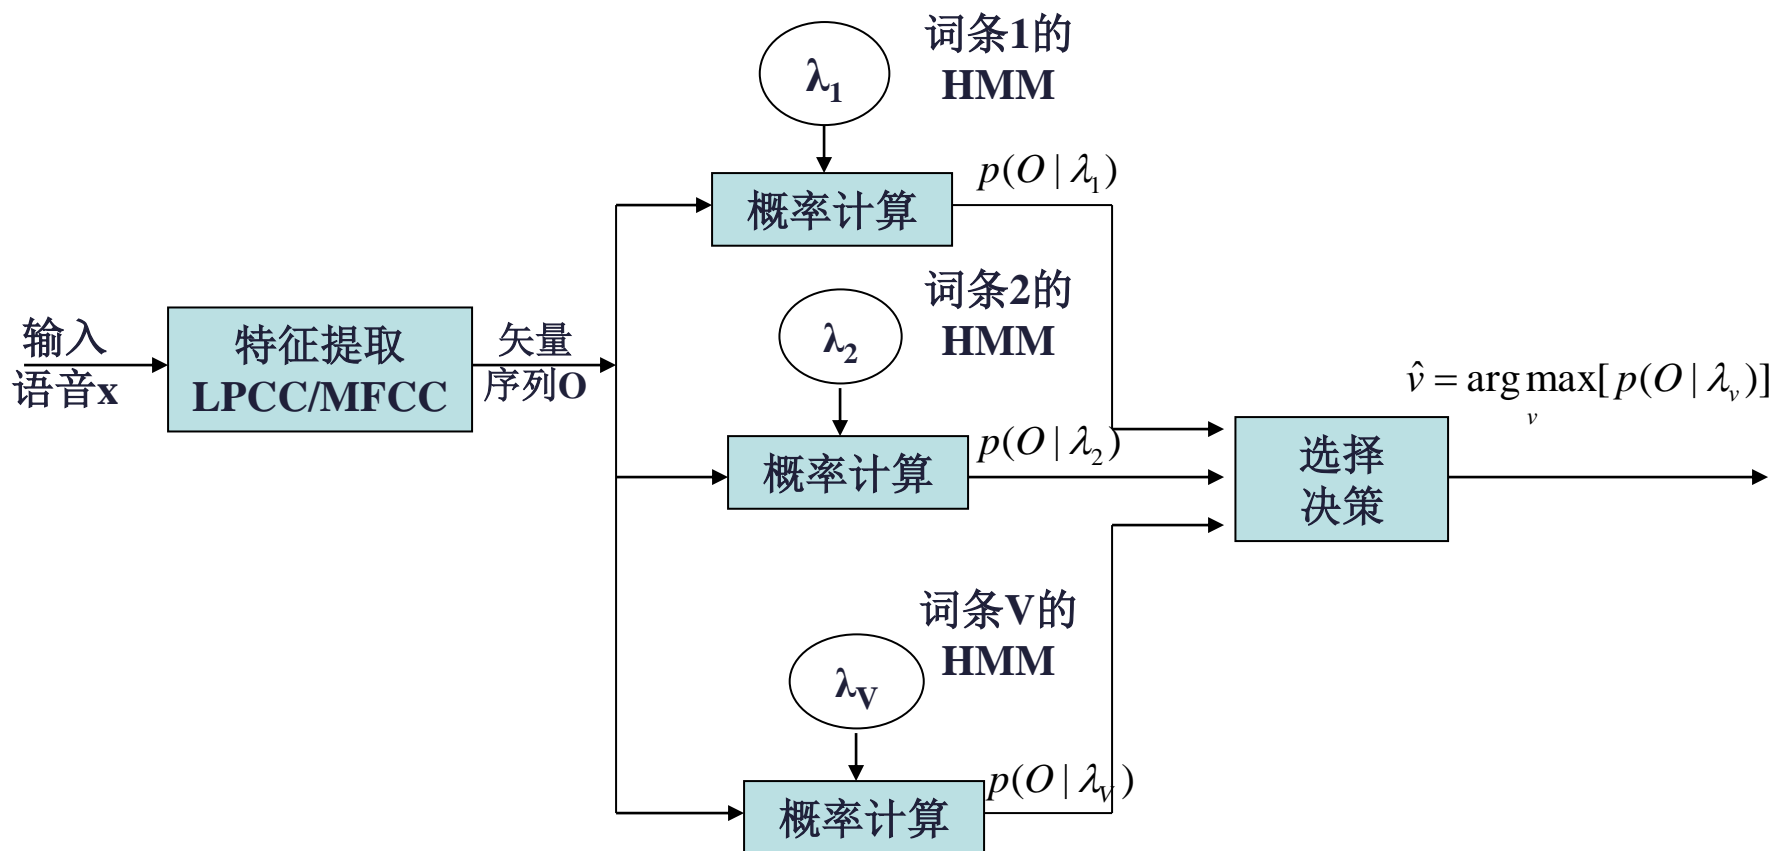 λ1
词条1的
HMM
p(O | λ1)
概率计算
词条2的
HMM
λ2
输入
语音x
特征提取
LPCC/MFCC
矢量
序列O
p(O | λ2)
概率计算
v̂ = arg max[ p(O | λv)]
v
选择
决策
词条V的
HMM
λV
p(O | λV)
概率计算